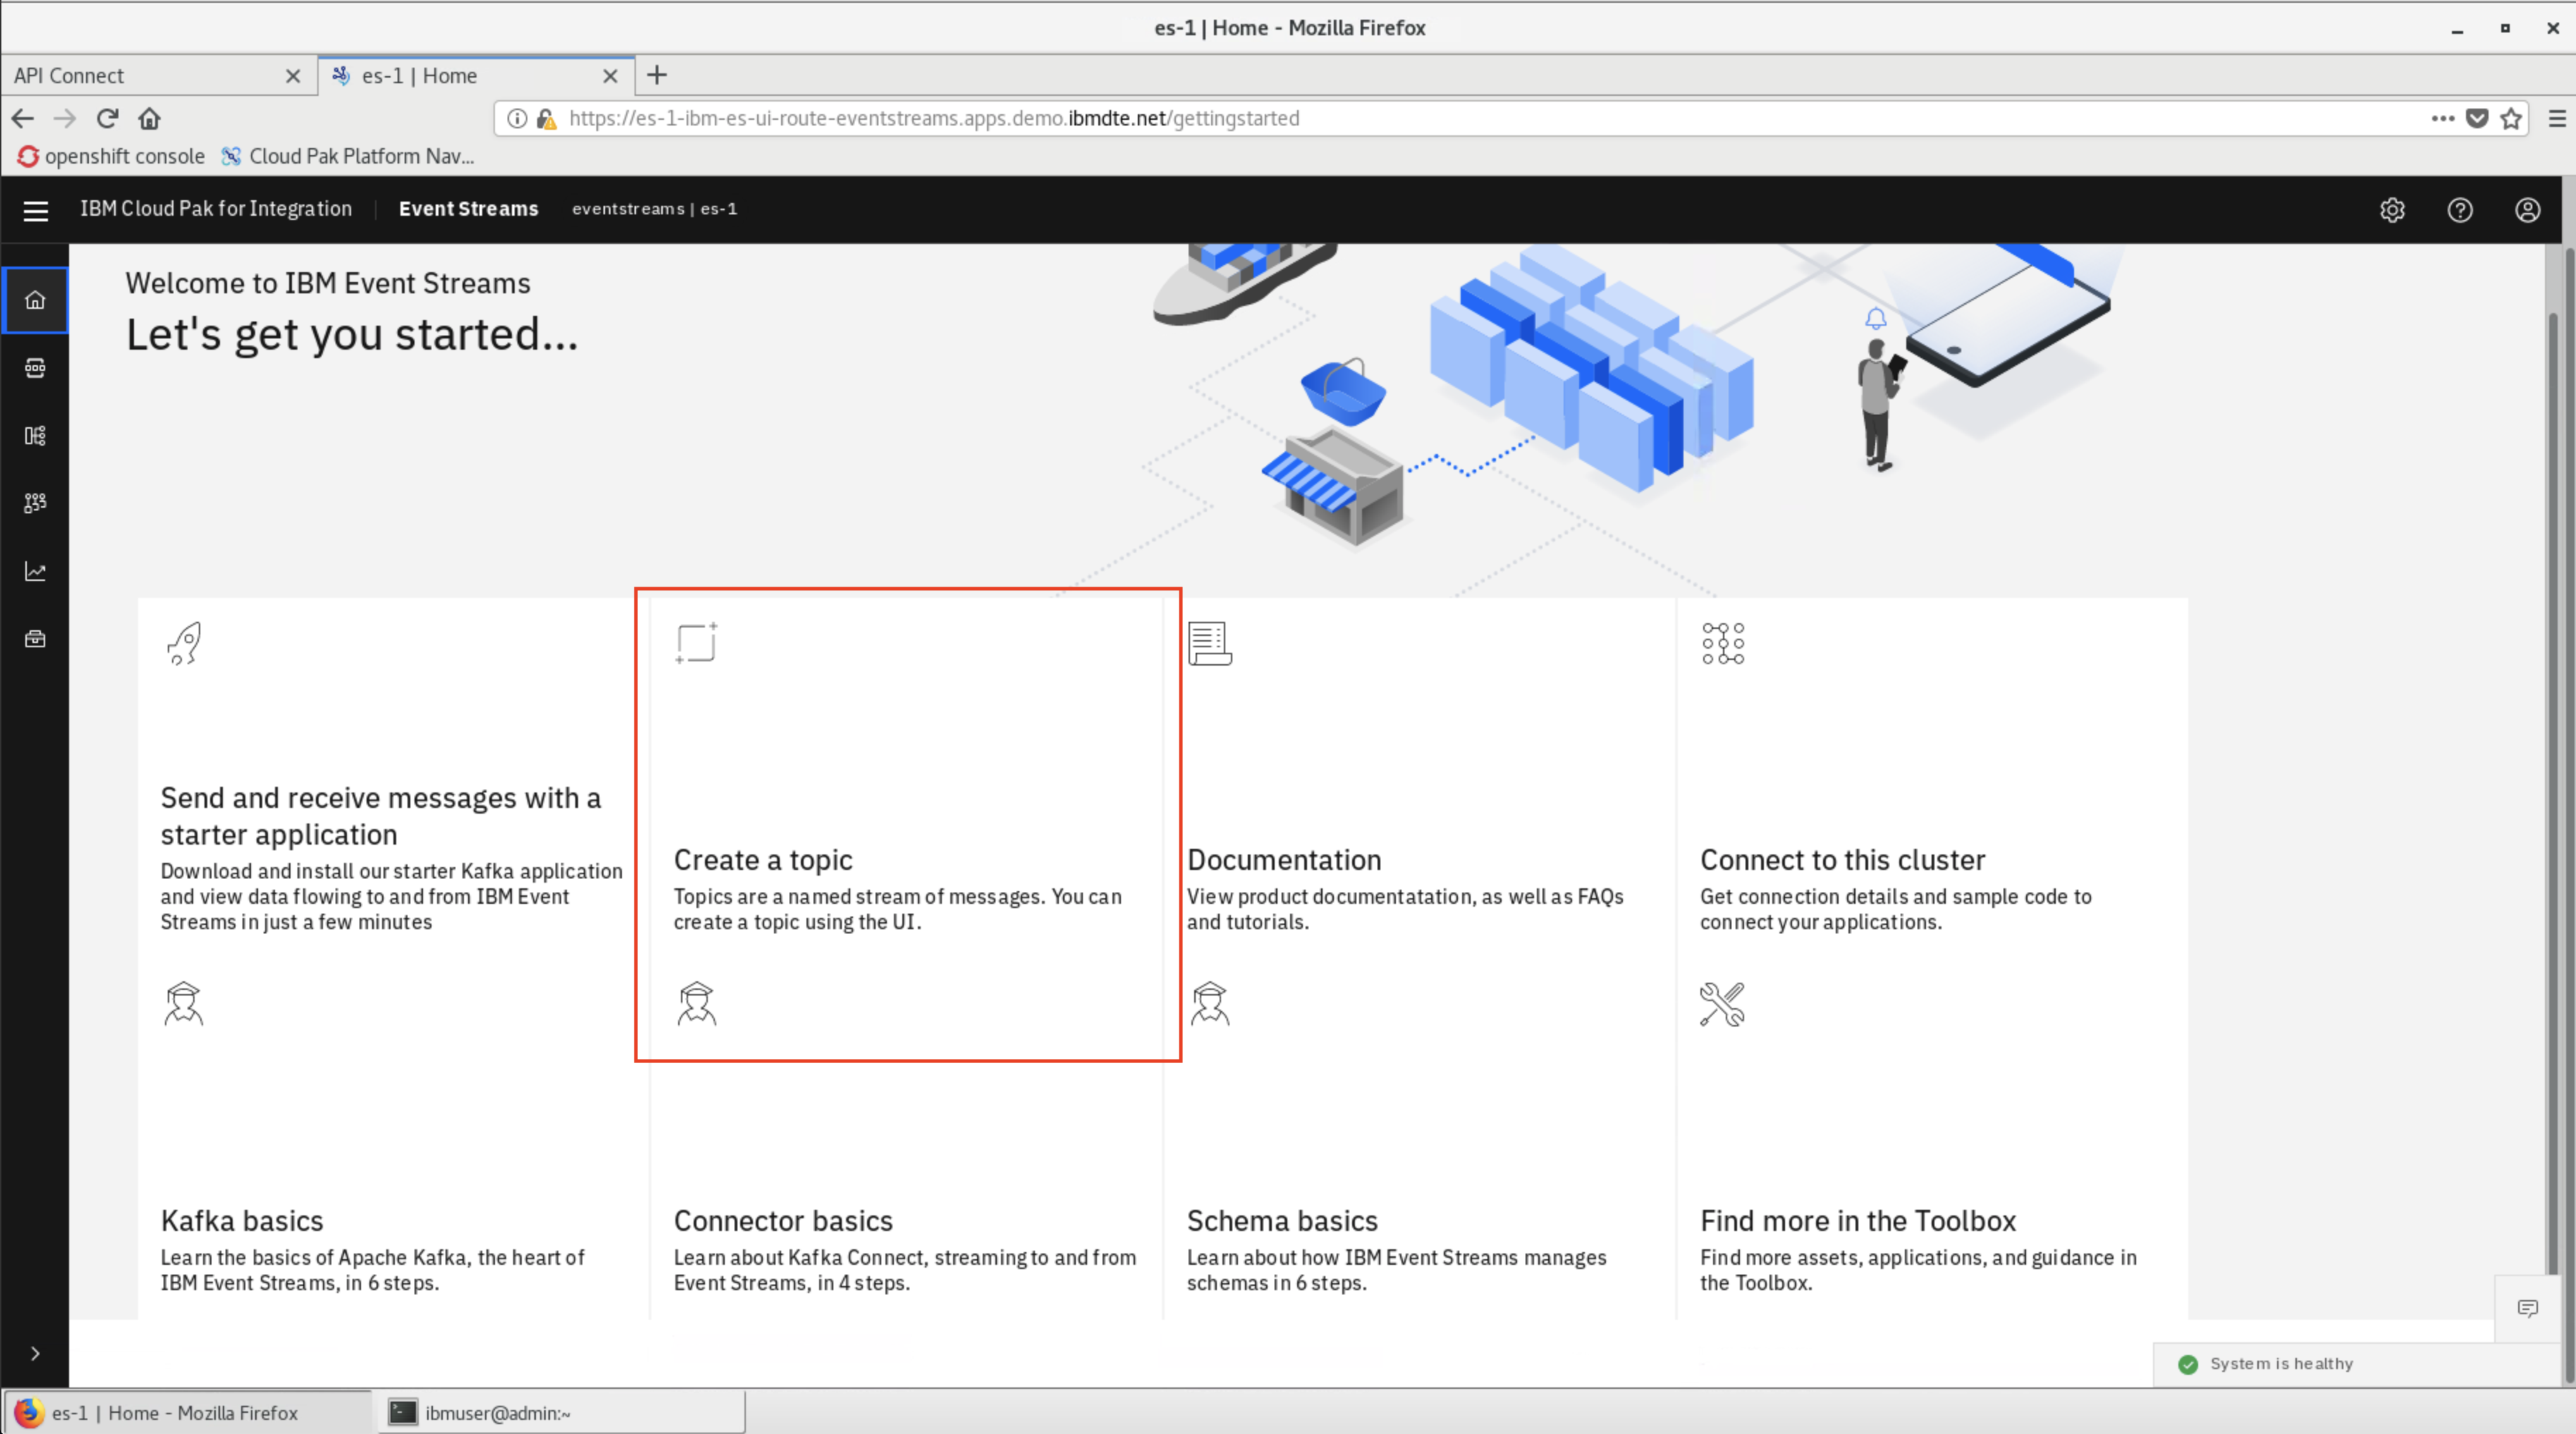 es-1 | Home - Mozilla Firefox
API Connect
es-1 | Home
https://es-1-ibm-es-ui-route-eventstreams.apps.demo.ibmdte.net/gettingstarted
openshift console
Cloud Pak Platform Nav...
IBM Cloud Pak for Integration
Event Streams
eventstreams | es-1
Welcome to IBM Event Streams
Let's get you started...
Send and receive messages with a
starter application
Download and install our starter Kafka application
and view data flowing to and from IBM Event
Streams in just a few minutes
Create a topic
Topics are a named stream of messages. You can
create a topic using the UI.
Documentation
View product documentatation, as well as FAQs
and tutorials.
Connect to this cluster
Get connection details and sample code to
connect your applications.
Kafka basics
Learn the basics of Apache Kafka, the heart of
IBM Event Streams, in 6 steps.
Connector basics
Learn about Kafka Connect, streaming to and from
Event Streams, in 4 steps.
Schema basics
Learn about how IBM Event Streams manages
schemas in 6 steps.
Find more in the Toolbox
Find more assets, applications, and guidance in
the Toolbox.
System is healthy
es-1 | Home - Mozilla Firefox
ibmuser@admin:~